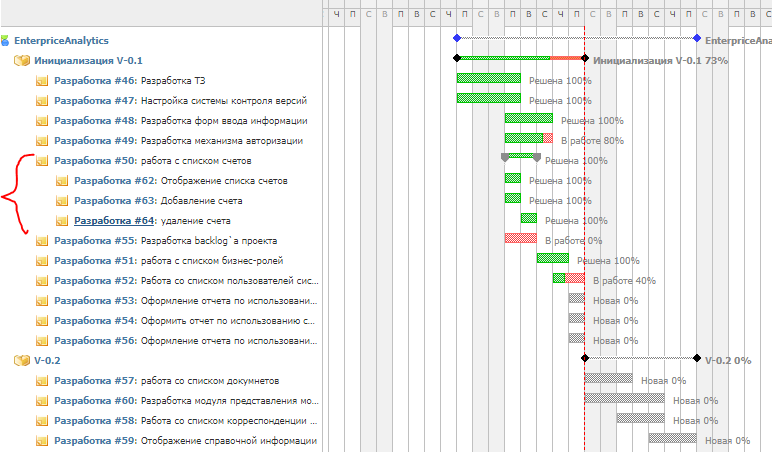 Ч П С В П В С Ч П С В П В С Ч П С В П В С Ч П С В П В
EnterpriceAnalytics EnterpriceAna
Инициализация V-0.1 Инициализация V-0.1 73%
Разработка #46: Разработка ТЗ Решена 100%
Разработка #47: Настройка системы контроля версий Решена 100%
Разработка #48: Разработка форм ввода информации Решена 100%
Разработка #49: Разработка механизма авторизации В работе 80%
Разработка #50: работа с списком счетов Решена 100%
Разработка #62: Отображение списка счетов Решена 100%
Разработка #63: Добавление счета Решена 100%
Разработка #64: удаление счета Решена 100%
Разработка #55: Разработка backlog`а проекта В работе 0%
Разработка #51: работа с списком бизнес-ролей Решена 100%
Разработка #52: Работа со списком пользователей сис... В работе 40%
Разработка #53: Оформление отчета по использовани... Новая 0%
Разработка #54: Оформить отчет по использованию с... Новая 0%
Разработка #56: Оформление отчета по использовани... Новая 0%
V-0.2 V-0.2 0%
Разработка #57: работа со списком докумнетов Новая 0%
Разработка #60: Разработка модуля представления мо... Новая 0%
Разработка #58: Работа со списком корреспонденции ... Новая 0%
Разработка #59: Отображение справочной информации Новая 0%